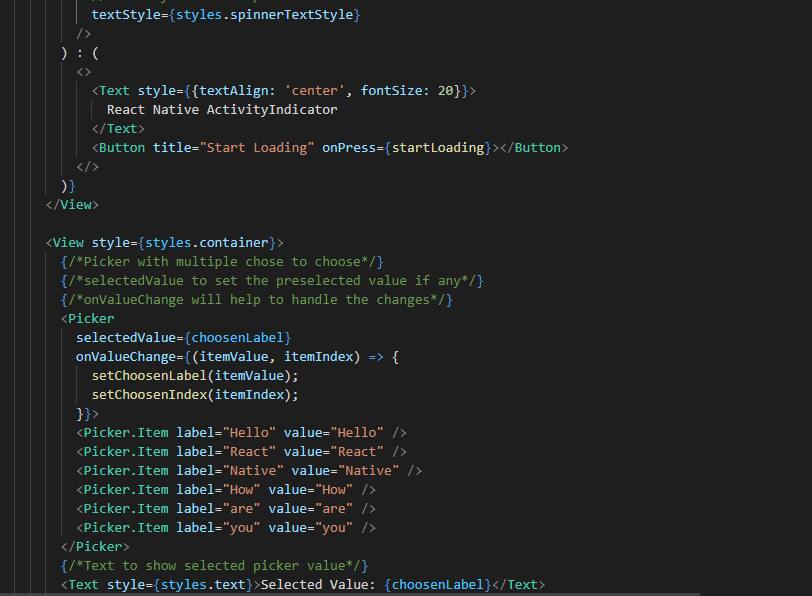 textStyle={styles.spinnerTextStyle}
/>
) : (
<>
<Text style={{textAlign: 'center', fontSize: 20}}>
React Native ActivityIndicator
</Text>
<Button title="Start Loading" onPress={startLoading}></Button>
</>
)}
</View>
<View style={styles.container}>
{/*Picker with multiple chose to choose*/}
{/*selectedValue to set the preselected value if any*/}
{/*onValueChange will help to handle the changes*/}
<Picker
selectedValue={choosenLabel}
onValueChange={(itemValue, itemIndex) => {
setChoosenLabel(itemValue);
setChoosenIndex(itemIndex);
}}>
<Picker.Item label="Hello" value="Hello" />
<Picker.Item label="React" value="React" />
<Picker.Item label="Native" value="Native" />
<Picker.Item label="How" value="How" />
<Picker.Item label="are" value="are" />
<Picker.Item label="you" value="you" />
</Picker>
{/*Text to show selected picker value*/}
<Text style={styles.text}>Selected Value: {choosenLabel}</Text>